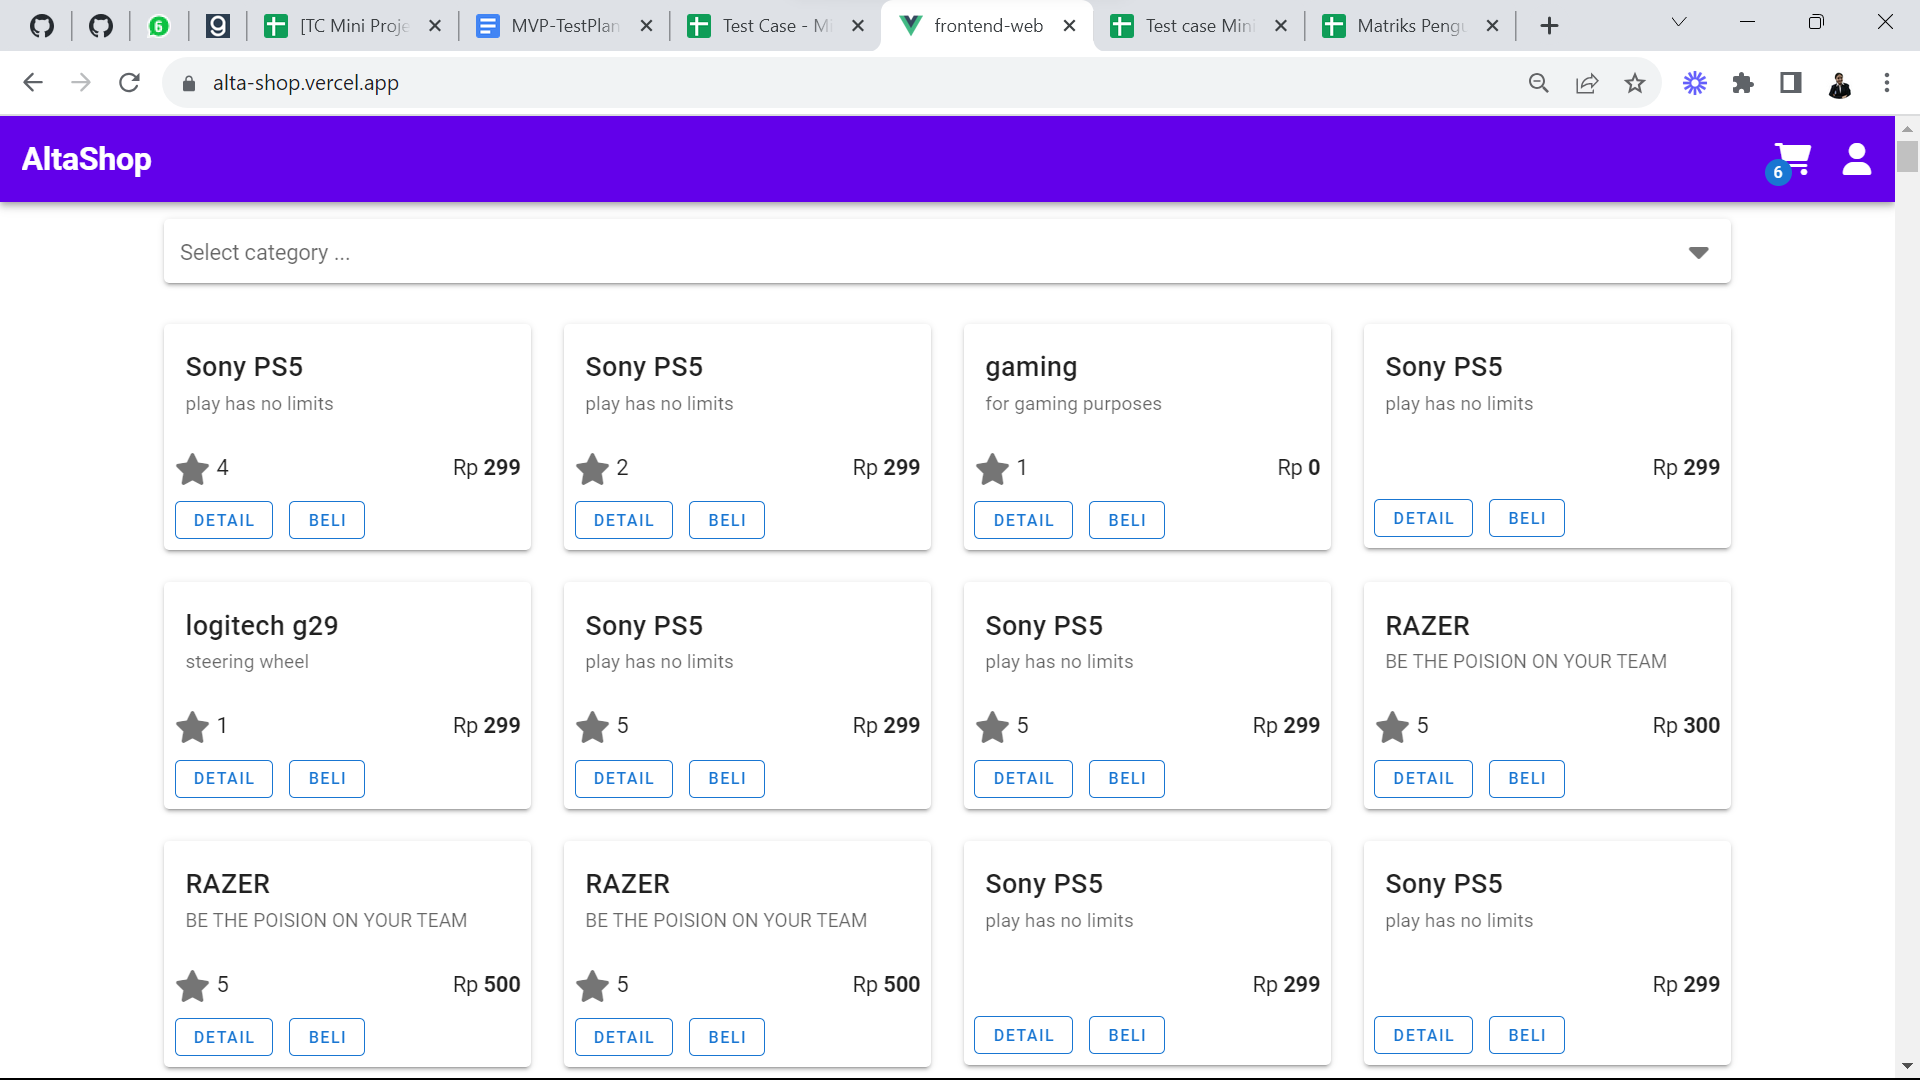 6
[TC Mini Proje
MVP-TestPlan
Test Case - Mi
frontend-web
Test case Mini
Matriks Pengu
alta-shop.vercel.app
AltaShop
6
Select category ...
Sony PS5
play has no limits
4 Rp 299
DETAIL BELI
Sony PS5
play has no limits
2 Rp 299
DETAIL BELI
gaming
for gaming purposes
1 Rp 0
DETAIL BELI
Sony PS5
play has no limits
Rp 299
DETAIL BELI
logitech g29
steering wheel
1 Rp 299
DETAIL BELI
Sony PS5
play has no limits
5 Rp 299
DETAIL BELI
Sony PS5
play has no limits
5 Rp 299
DETAIL BELI
RAZER
BE THE POISION ON YOUR TEAM
5 Rp 300
DETAIL BELI
RAZER
BE THE POISION ON YOUR TEAM
5 Rp 500
DETAIL BELI
RAZER
BE THE POISION ON YOUR TEAM
5 Rp 500
DETAIL BELI
Sony PS5
play has no limits
Rp 299
DETAIL BELI
Sony PS5
play has no limits
Rp 299
DETAIL BELI